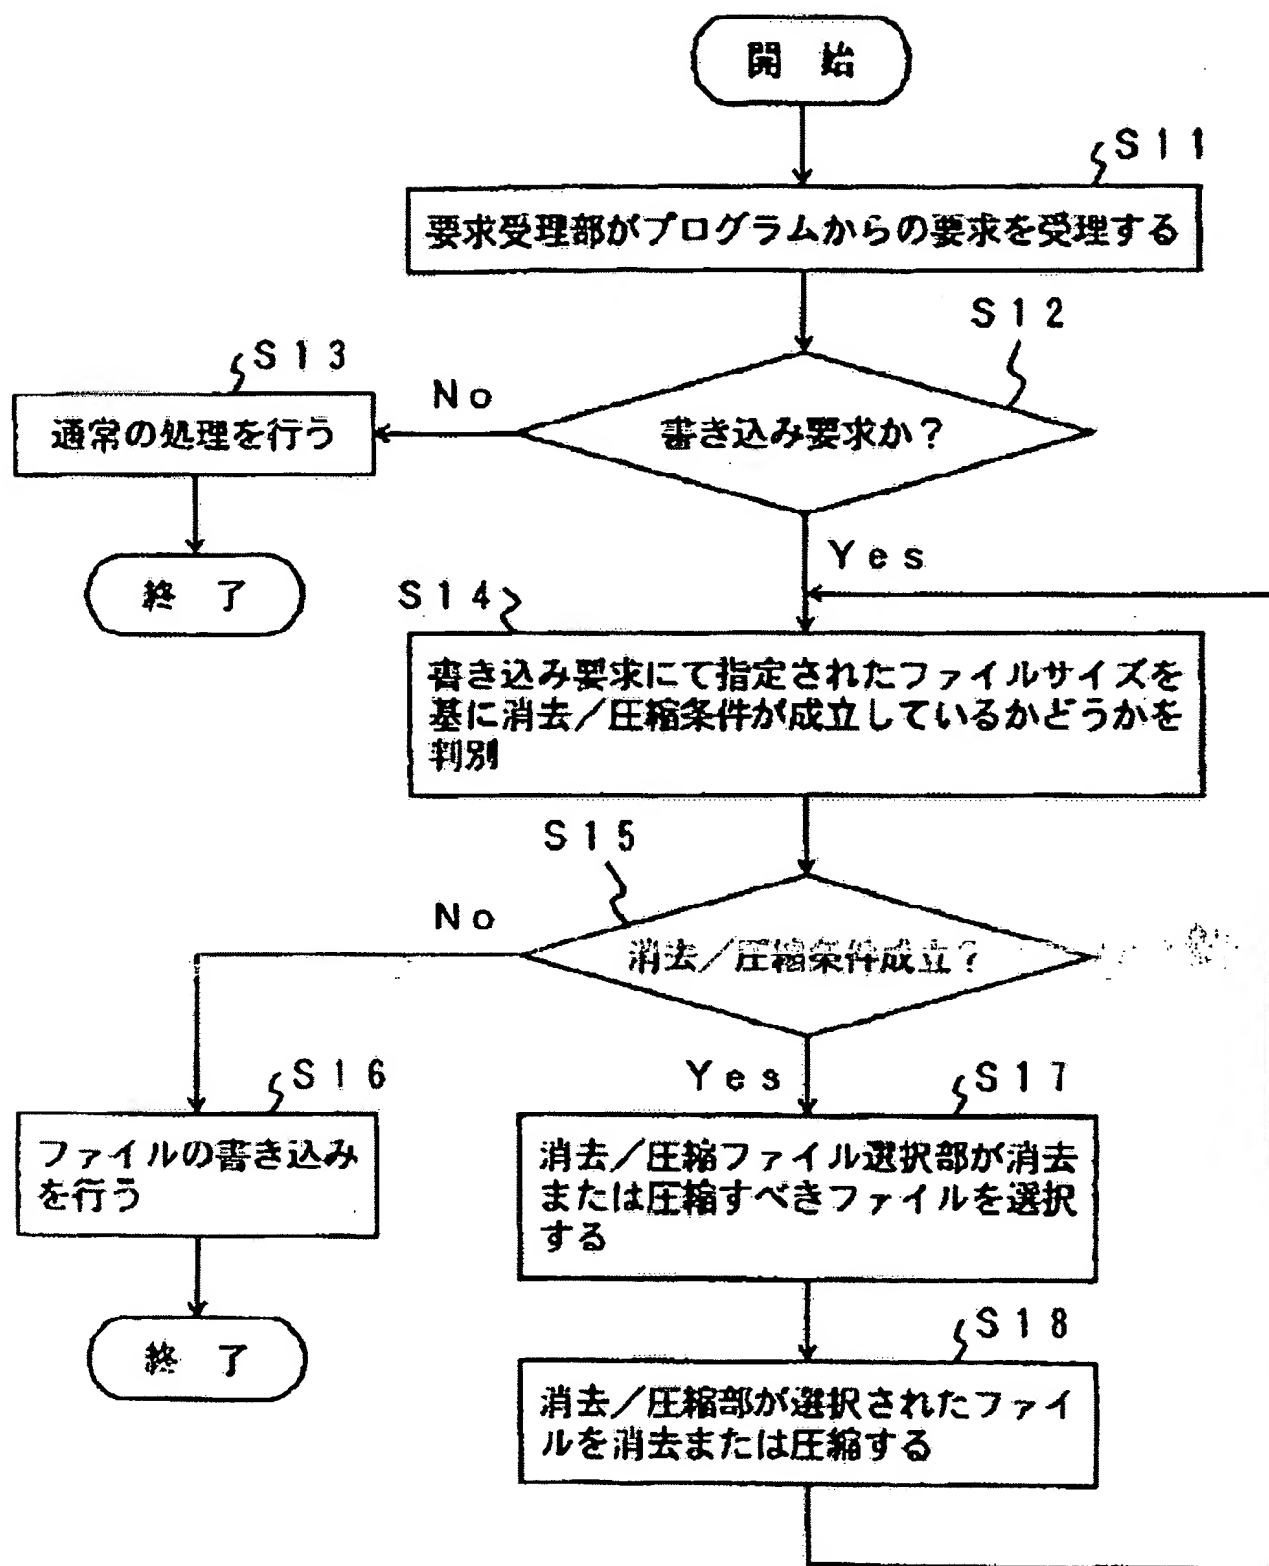 開 始
S11
要求受理部がプログラムからの要求を受理する
S12
書き込み要求か?
No
S13
通常の処理を行う
終 了
Yes
S14
書き込み要求にて指定されたファイルサイズを
基に消去/圧縮条件が成立しているかどうかを
判別
S15
消去/圧縮条件成立?
No
S16
ファイルの書き込み
を行う
終 了
Yes
S17
消去/圧縮ファイル選択部が消去
または圧縮すべきファイルを選択
する
S18
消去/圧縮部が選択されたファイ
ルを消去または圧縮する